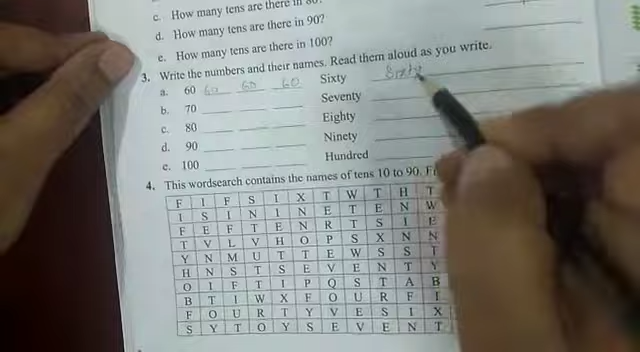 c. How many tens are there in 80?
d. How many tens are there in 90?
e. How many tens are there in 100?
3. Write the numbers and their names. Read them aloud as you write.
a. 60 60 60 60 Sixty Sixty
b. 70 Seventy
c. 80 Eighty
d. 90 Ninety
e. 100 Hundred
4. This wordsearch contains the names of tens 10 to 90.
F I F S I X T W T H T
I S I N I N E T E N W
F E F T E N R T S I E
T V L V H O P S X N N
Y N M U T T E W S S T
H N S T S E V E N T Y
O I F T I P Q S T A B
B T I W X F O U R F I
F O U R T Y V E S I X
S Y T O Y S E V E N T